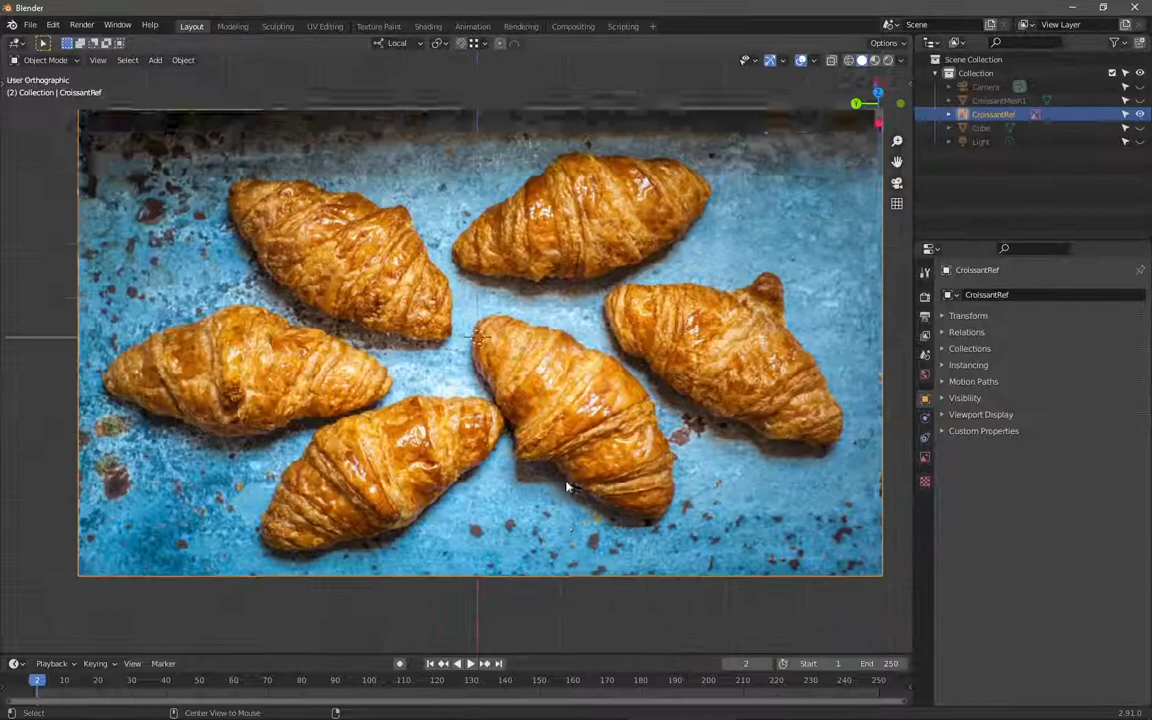 Blender
File Edit Render Window Help
Layout Modeling Sculpting UV Editing Texture Paint Shading Animation Rendering Compositing Scripting +
Scene
View Layer
Local
Options
Object Mode View Select Add Object
User Orthographic
(2) Collection | CroissantRef
Y
Z
Scene Collection
Collection
Camera
CroissantMesh1
CroissantRef
Cube
Light
CroissantRef
CroissantRef
Transform
Relations
Collections
Instancing
Motion Paths
Visibility
Viewport Display
Custom Properties
Playback Keying View Marker
2
Start 1 End 250
2 10 20 30 40 50 60 70 80 90 100 110 120 130 140 150 160 170 180 190 200 210 220 230 240 250
Select Center View to Mouse
2.91.0